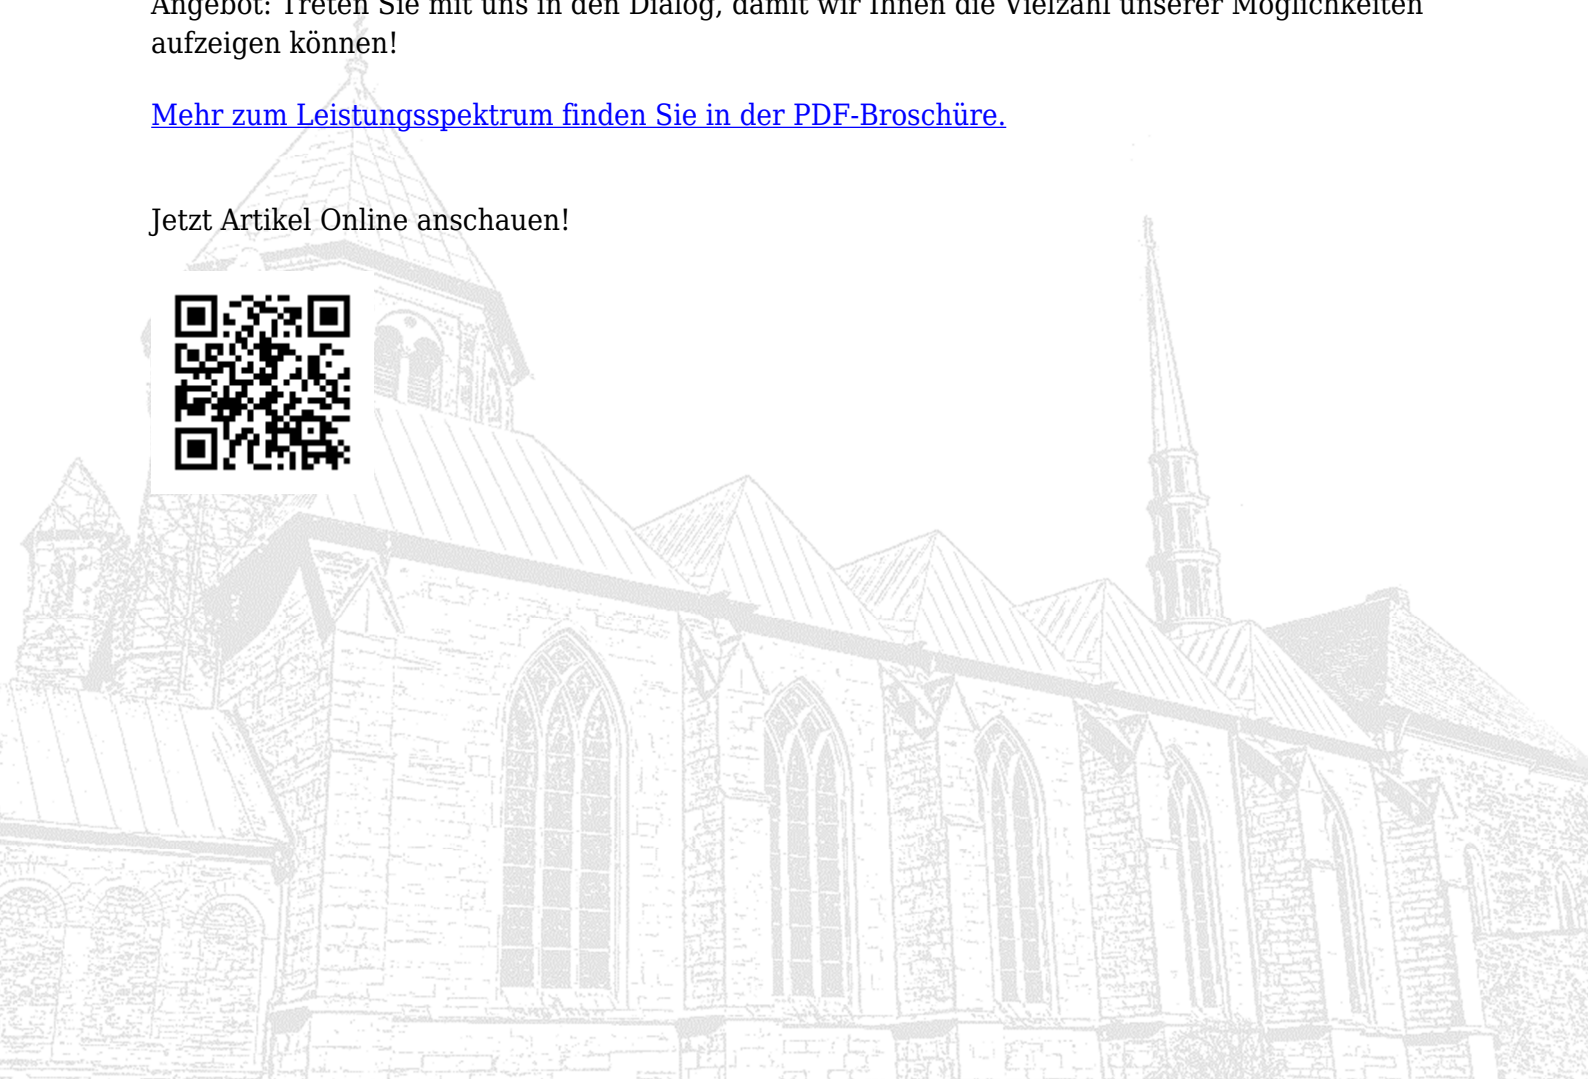 Angebot: Treten Sie mit uns in den Dialog, damit wir Ihnen die Vielzahl unserer Möglichkeiten
aufzeigen können!
Mehr zum Leistungsspektrum finden Sie in der PDF-Broschüre.
Jetzt Artikel Online anschauen!